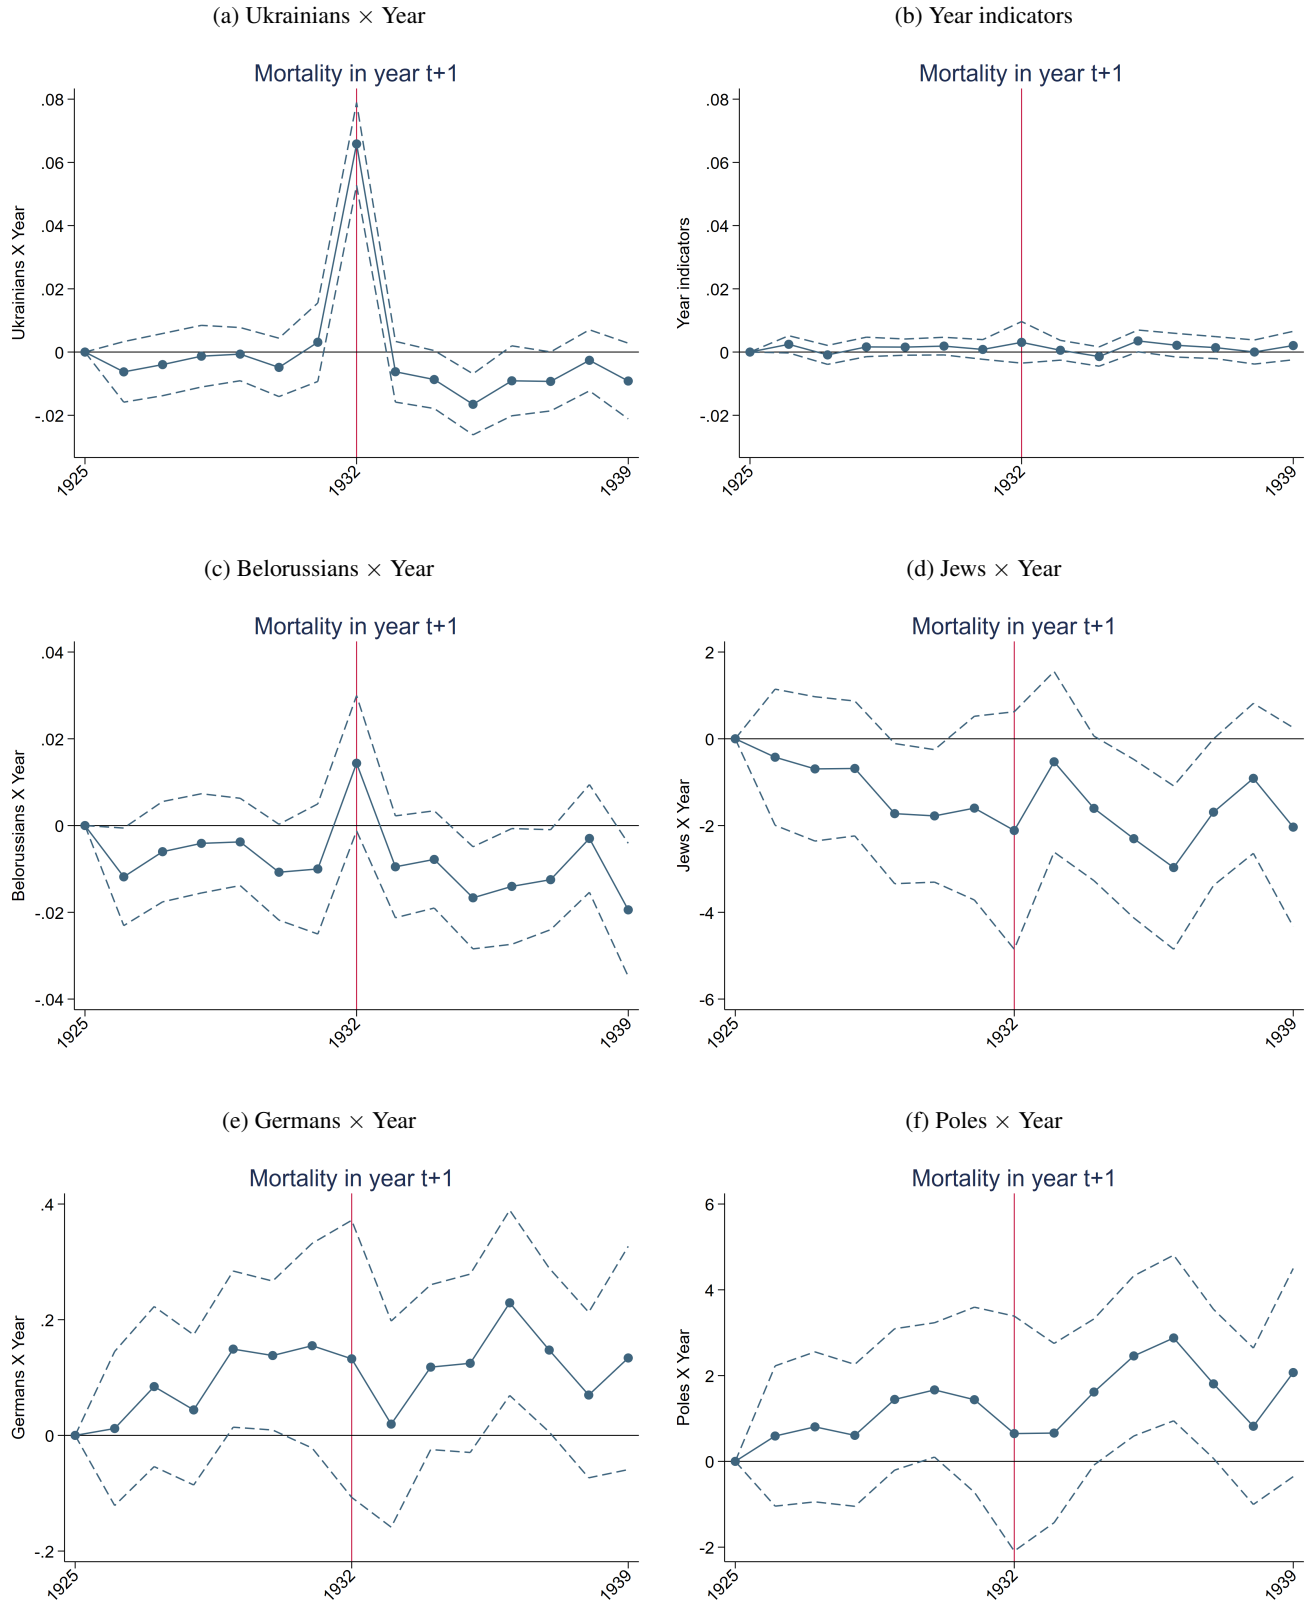 (a) Ukrainians × Year
Mortality in year t+1
Ukrainians X Year
.08
.06
.04
.02
0
-.02
1925
1932
1939
(b) Year indicators
Mortality in year t+1
Year indicators
.08
.06
.04
.02
0
-.02
1925
1932
1939
(c) Belorussians × Year
Mortality in year t+1
Belorussians X Year
.04
.02
0
-.02
-.04
1925
1932
1939
(d) Jews × Year
Mortality in year t+1
Jews X Year
2
0
-2
-4
-6
1925
1932
1939
(e) Germans × Year
Mortality in year t+1
Germans X Year
.4
.2
0
-.2
1925
1932
1939
(f) Poles × Year
Mortality in year t+1
Poles X Year
6
4
2
0
-2
1925
1932
1939